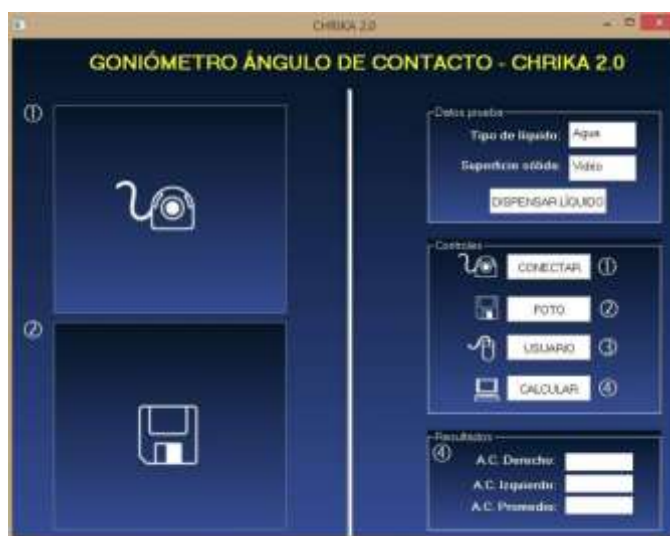 CHRIKA 2.0
GONIÓMETRO ÁNGULO DE CONTACTO - CHRIKA 2.0
①
②
Datos prueba
Tipo de líquido: Agua
Superficie sólida: Vidrio
DISPENSAR LÍQUIDO
Controles
CONECTAR ①
FOTO ②
USUARIO ③
CALCULAR ④
Resultados
④
A.C. Derecho:
A.C. Izquierdo:
A.C. Promedio: